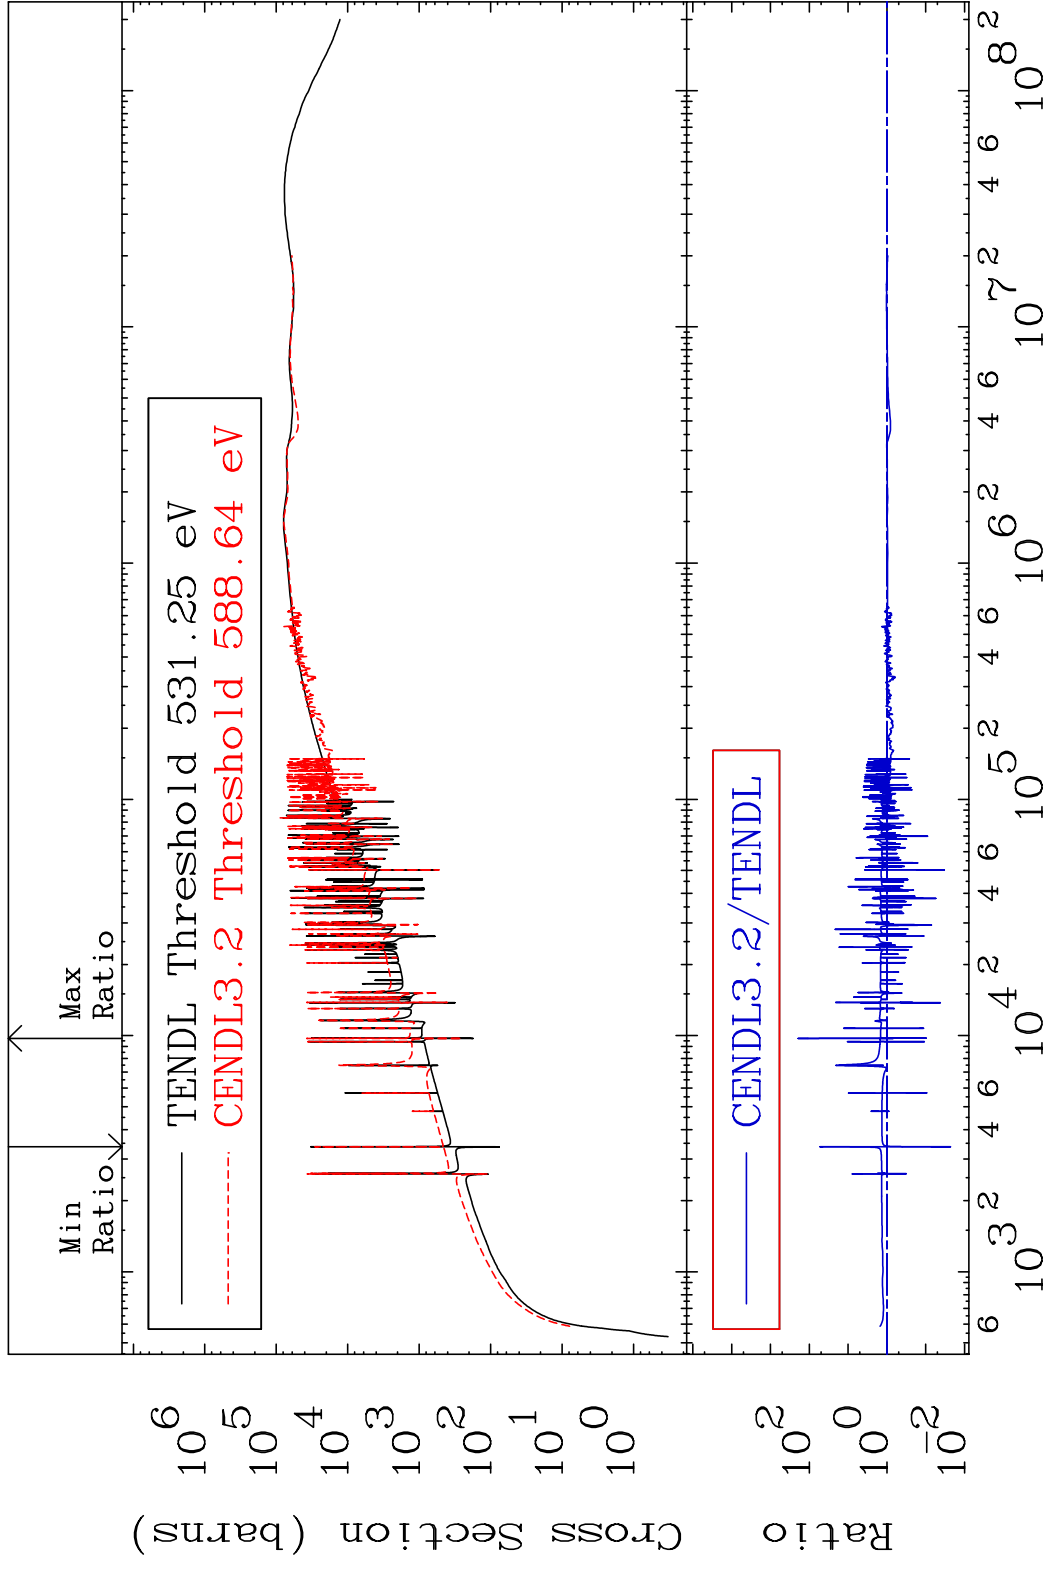 Min
Ratio
Max
Ratio
TENDL Threshold 531.25 eV
CENDL3.2 Threshold 588.64 eV
Cross Section (barns)
10 6
10 5
10 4
10 3
10 2
10 1
10 0
CENDL3.2/TENDL
Ratio
10 2
10 0
10 -2
6 2 4 6 2 4 6 2 4 6 2 4 6 2 4 6 2
10 3 10 4 10 5 10 6 10 7 10 8